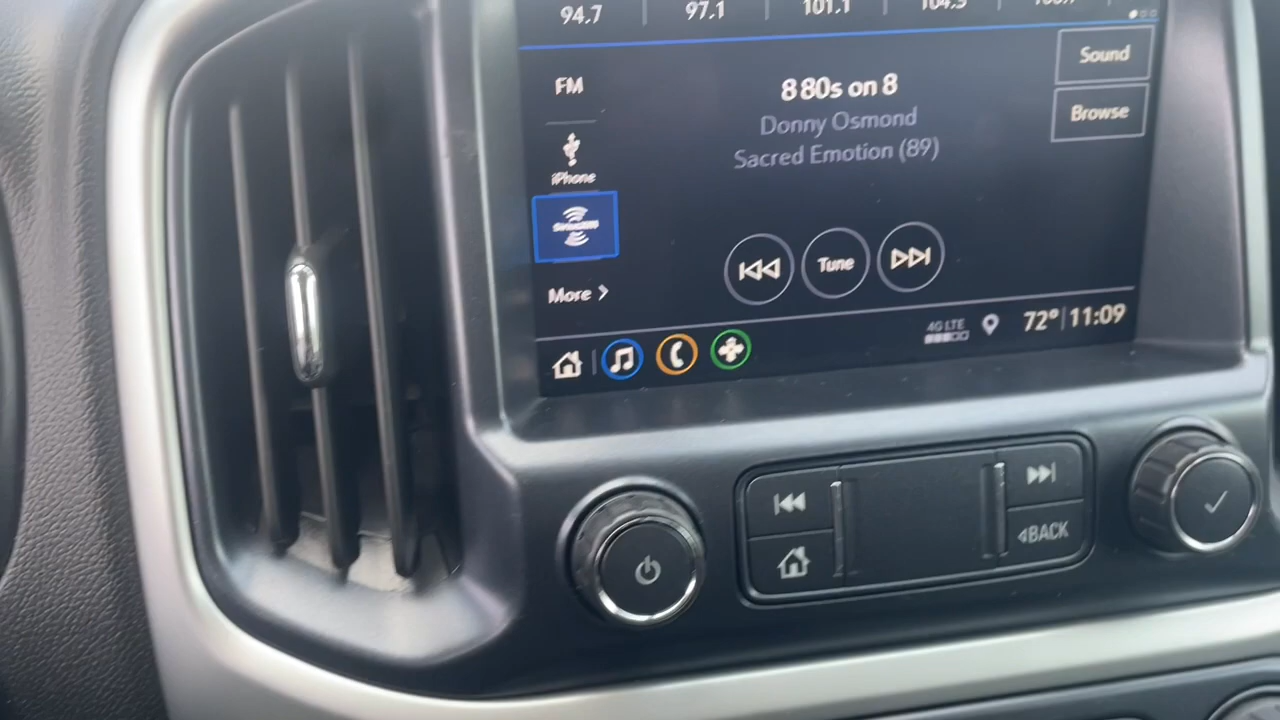 94.7 97.1 101.1 104.3
Sound
FM
8 80s on 8
Donny Osmond
Browse
Sacred Emotion (89)
iPhone
SiriusXM
Tune
More >
4G LTE
72° 11:09
BACK